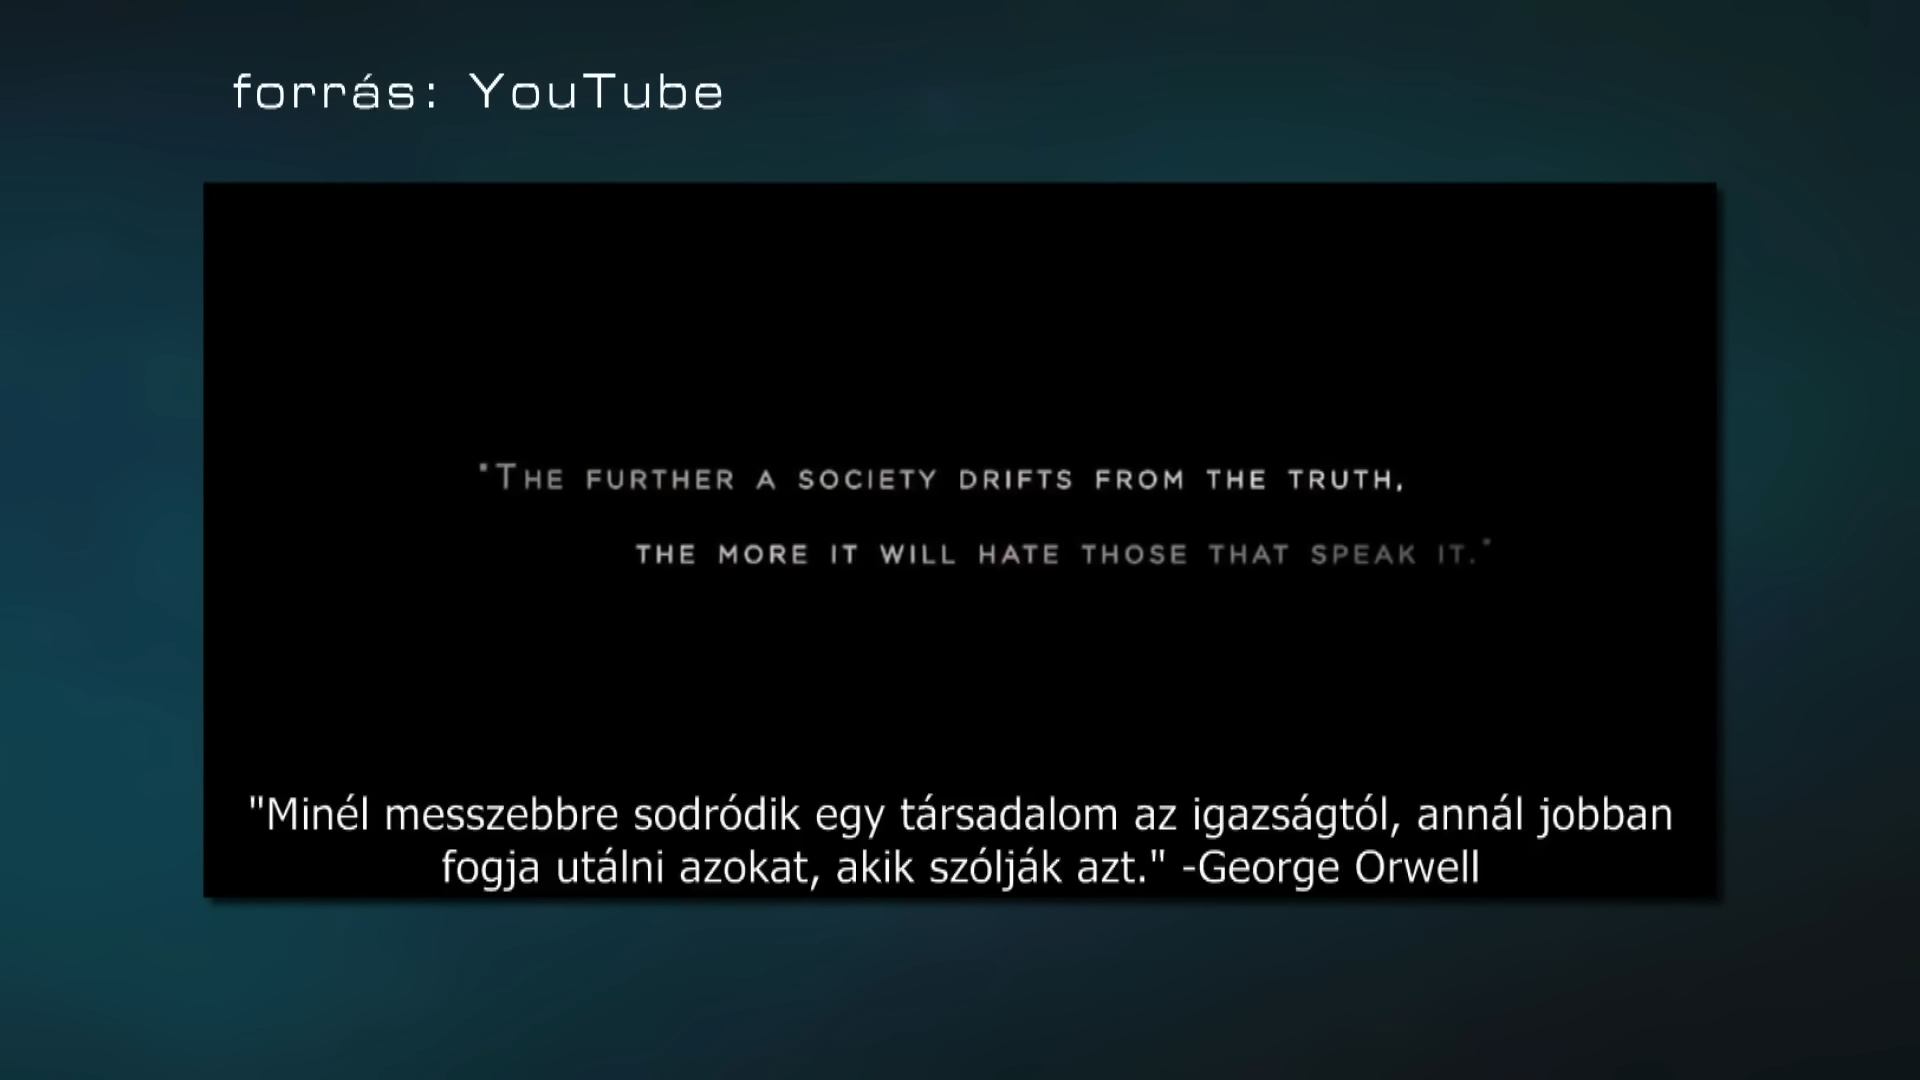 forrás: YouTube
"The further a society drifts from the truth,
the more it will hate those that speak it."
"Minél messzebbre sodródik egy társadalom az igazságtól, annál jobban
fogja utálni azokat, akik szólják azt." -George Orwell